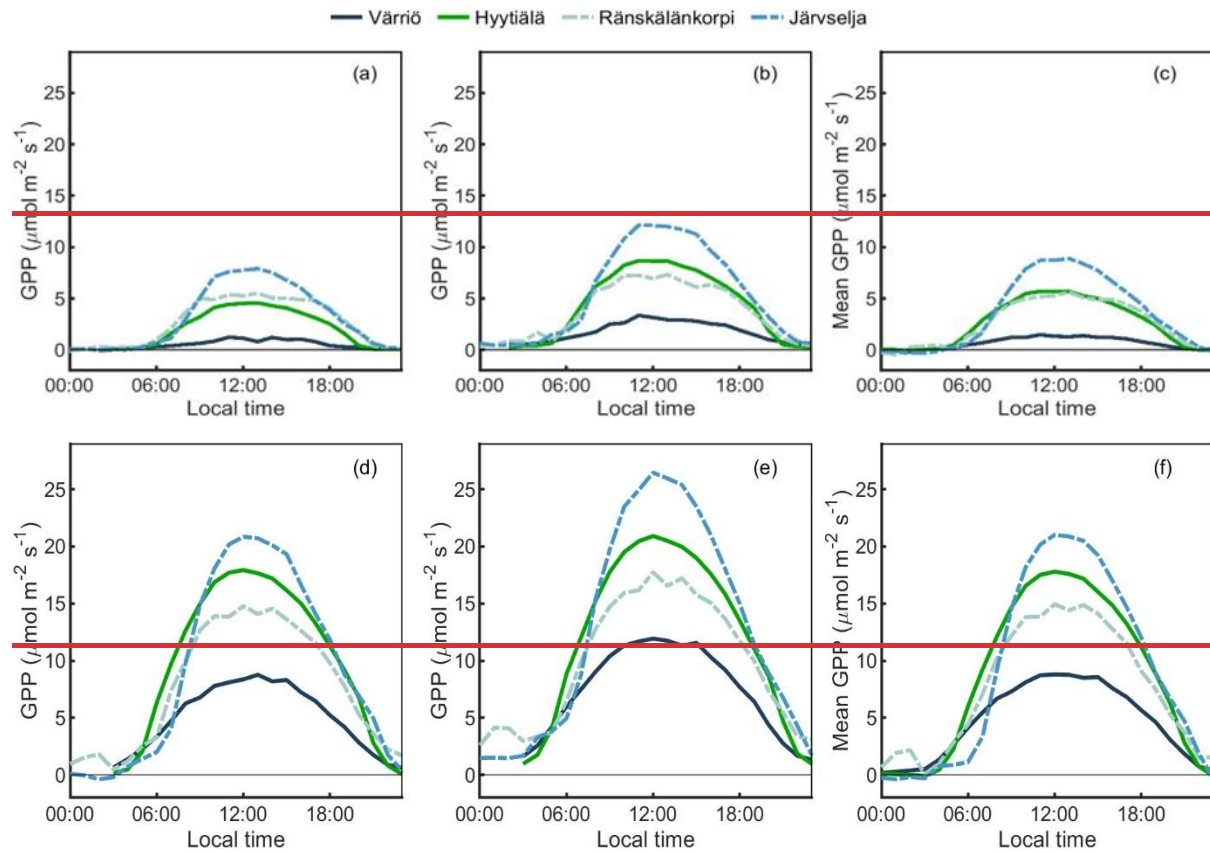 Värriö Hyytiälä Ränskälänkorpi Järvselja
(a) (b) (c)
GPP (μmol m⁻² s⁻¹) GPP (μmol m⁻² s⁻¹) Mean GPP (μmol m⁻² s⁻¹)
25 25 25
20 20 20
15 15 15
10 10 10
5 5 5
0 0 0
00:00 06:00 12:00 18:00 00:00 06:00 12:00 18:00 00:00 06:00 12:00 18:00
Local time Local time Local time
(d) (e) (f)
GPP (μmol m⁻² s⁻¹) GPP (μmol m⁻² s⁻¹) Mean GPP (μmol m⁻² s⁻¹)
25 25 25
20 20 20
15 15 15
10 10 10
5 5 5
0 0 0
00:00 06:00 12:00 18:00 00:00 06:00 12:00 18:00 00:00 06:00 12:00 18:00
Local time Local time Local time